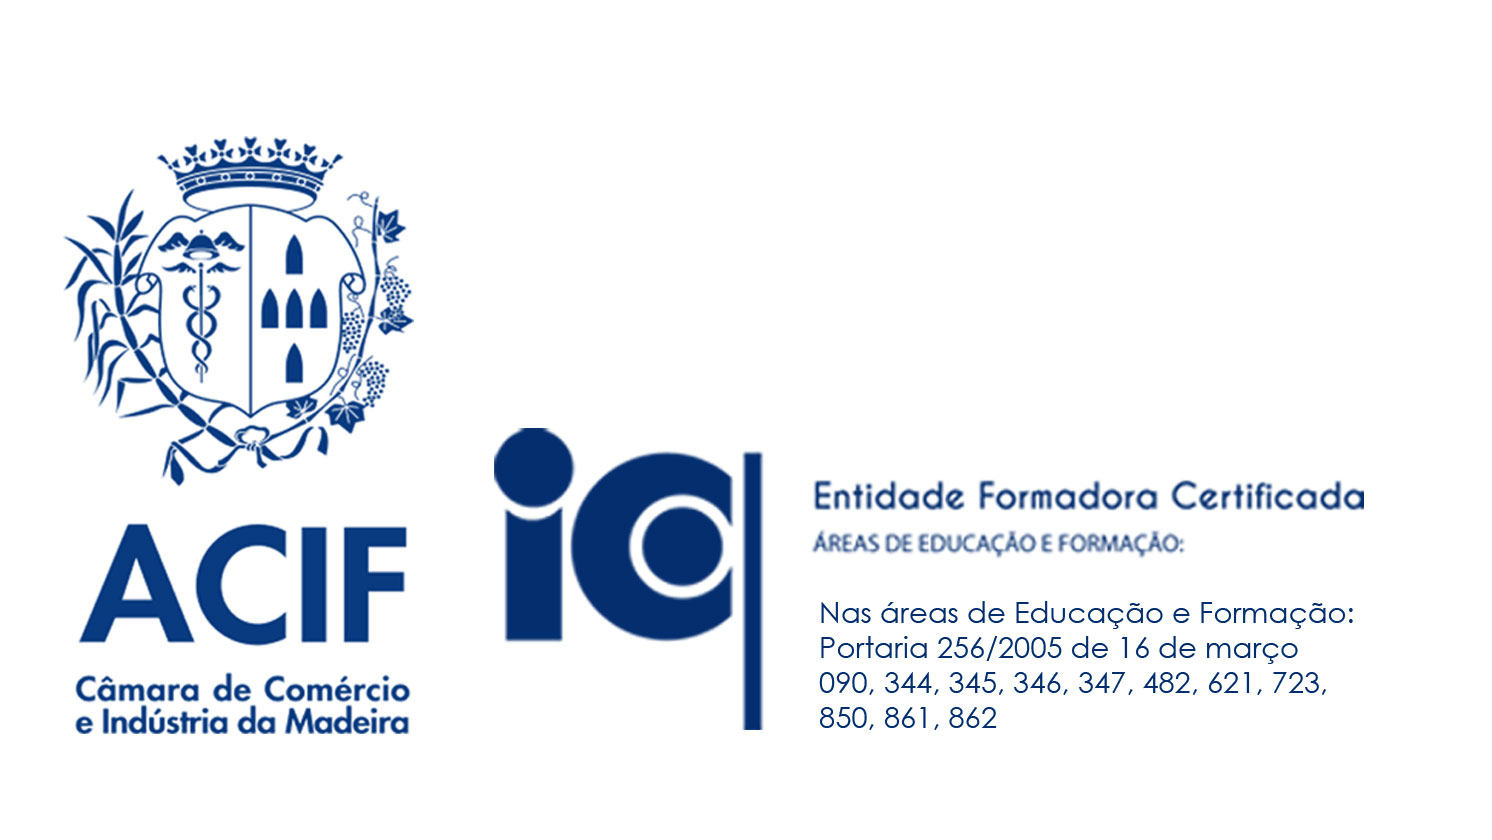 ACIF
Câmara de Comércio
e Indústria da Madeira
iq
Entidade Formadora Certificada
ÁREAS DE EDUCAÇÃO E FORMAÇÃO:
Nas áreas de Educação e Formação:
Portaria 256/2005 de 16 de março
090, 344, 345, 346, 347, 482, 621, 723,
850, 861, 862